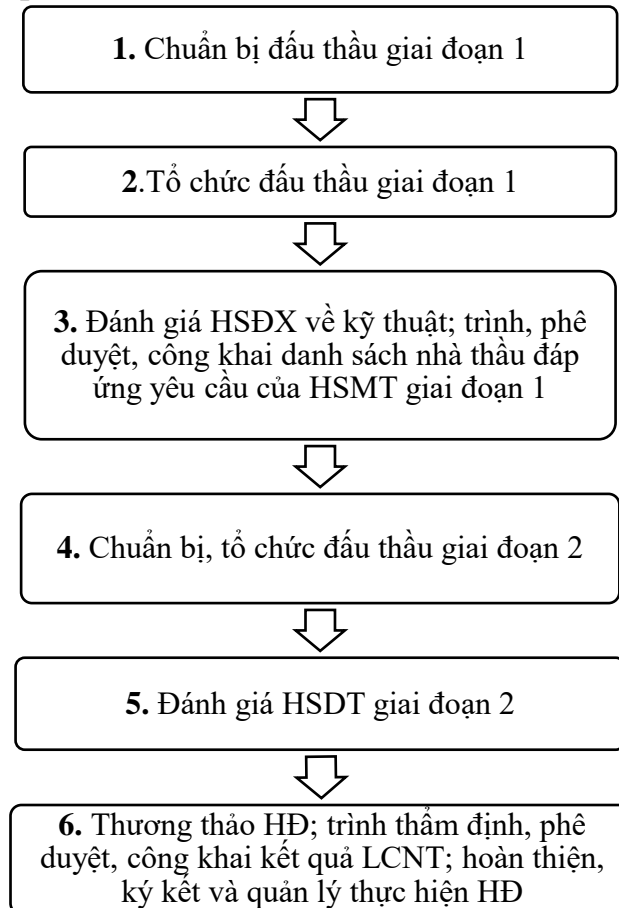 1. Chuẩn bị đấu thầu giai đoạn 1
2.Tổ chức đấu thầu giai đoạn 1
3. Đánh giá HSĐX về kỹ thuật; trình, phê
duyệt, công khai danh sách nhà thầu đáp
ứng yêu cầu của HSMT giai đoạn 1
4. Chuẩn bị, tổ chức đấu thầu giai đoạn 2
5. Đánh giá HSDT giai đoạn 2
6. Thương thảo HĐ; trình thẩm định, phê
duyệt, công khai kết quả LCNT; hoàn thiện,
ký kết và quản lý thực hiện HĐ